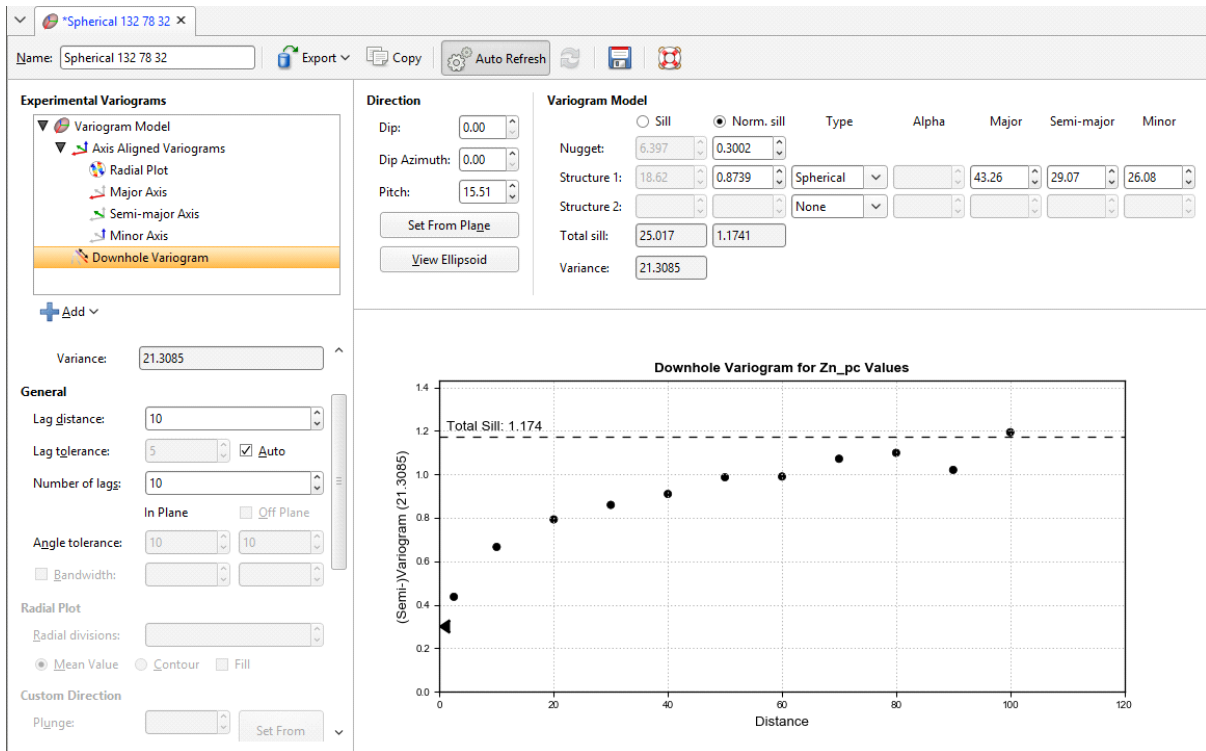 *Spherical 132 78 32
Name: Spherical 132 78 32 Export Copy Auto Refresh
Experimental Variograms
Variogram Model
Axis Aligned Variograms
Radial Plot
Major Axis
Semi-major Axis
Minor Axis
Downhole Variogram
Add
Variance: 21.3085
General
Lag distance: 10
Lag tolerance: 5 Auto
Number of lags: 10
In Plane Off Plane
Angle tolerance: 10 10
Bandwidth:
Radial Plot
Radial divisions:
Mean Value Contour Fill
Custom Direction
Plunge: Set From
Direction
Dip: 0.00
Dip Azimuth: 0.00
Pitch: 15.51
Set From Plane
View Ellipsoid
Variogram Model
Sill Norm. sill Type Alpha Major Semi-major Minor
Nugget: 6.397 0.3002
Structure 1: 18.62 0.8739 Spherical 43.26 29.07 26.08
Structure 2: None
Total sill: 25.017 1.1741
Variance: 21.3085
Downhole Variogram for Zn_pc Values
(Semi-)Variogram (21.3085)
1.4
1.2
1.0
0.8
0.6
0.4
0.2
0.0
Total Sill: 1.174
0 20 40 60 80 100 120
Distance